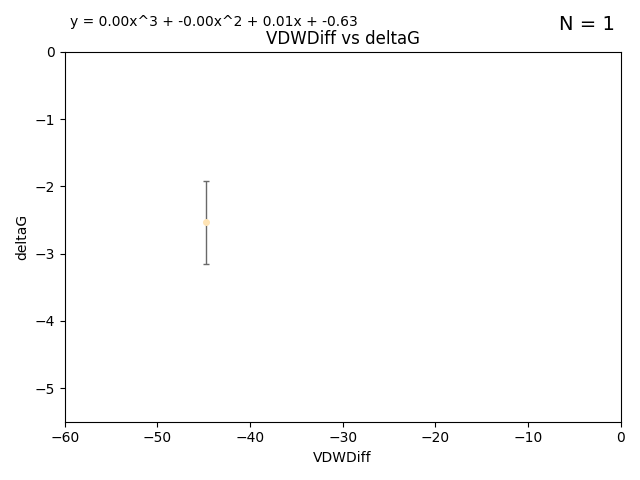 y = 0.00x^3 + -0.00x^2 + 0.01x + -0.63
N = 1
VDWDiff vs deltaG
0
−1
−2
−3
−4
−5
deltaG
−60 −50 −40 −30 −20 −10 0
VDWDiff